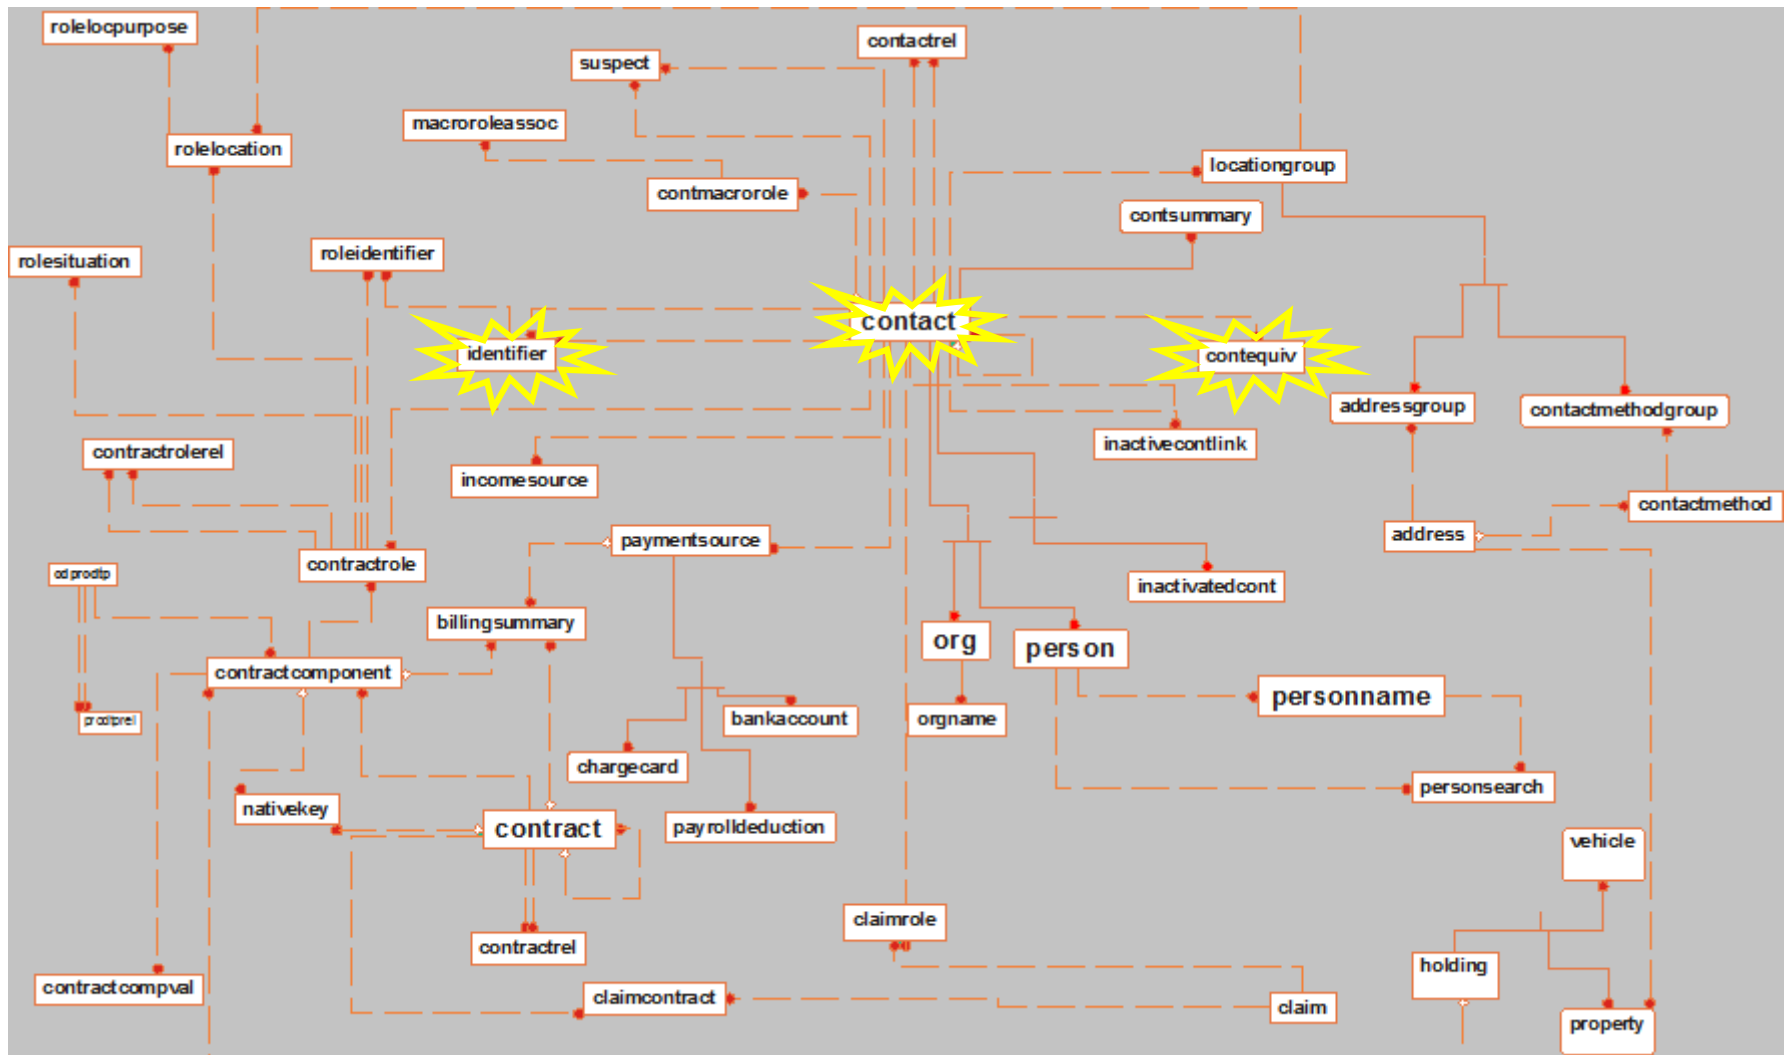 rolelocpurpose
contactrel
suspect
macroroleassoc
rolelocation
locationgroup
contmacrorole
contsummary
roleidentifier
rolesituation
contact
identifier
contequiv
addressgroup
contactmethodgroup
inactivecontlink
contractrolerel
incomesource
contactmethod
address
paymentsource
contractrole
cdprodtp
inactivatedcont
billingsummary
org
person
contractcomponent
personname
prodtprel
bankaccount
orgname
chargecard
personsearch
nativekey
contract
payrolldeduction
vehicle
claimrole
contractrel
holding
contractcompval
claimcontract
claim
property